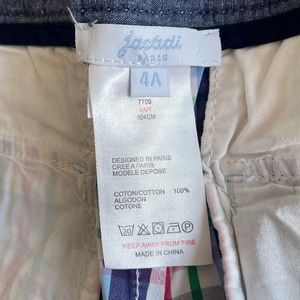 Jacadi
PARIS
4A
7709
4A/Y
104CM
DESIGNED IN PARIS
CREE A PARIS
MODELE DEPOSE
COTON/COTTON 100%
ALGODON
COTONE
KEEP AWAY FROM FIRE
MADE IN CHINA